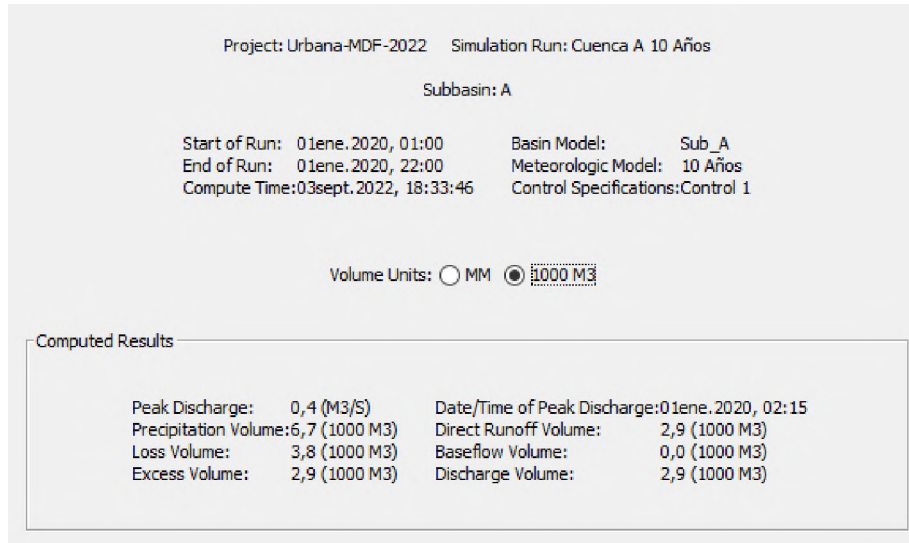 Project: Urbana-MDF-2022 Simulation Run: Cuenca A 10 Años
Subbasin: A
Start of Run: 01ene.2020, 01:00 Basin Model: Sub_A
End of Run: 01ene.2020, 22:00 Meteorologic Model: 10 Años
Compute Time:03sept.2022, 18:33:46 Control Specifications:Control 1
Volume Units: MM 1000 M3
Computed Results
Peak Discharge: 0,4 (M3/S) Date/Time of Peak Discharge:01ene.2020, 02:15
Precipitation Volume:6,7 (1000 M3) Direct Runoff Volume: 2,9 (1000 M3)
Loss Volume: 3,8 (1000 M3) Baseflow Volume: 0,0 (1000 M3)
Excess Volume: 2,9 (1000 M3) Discharge Volume: 2,9 (1000 M3)